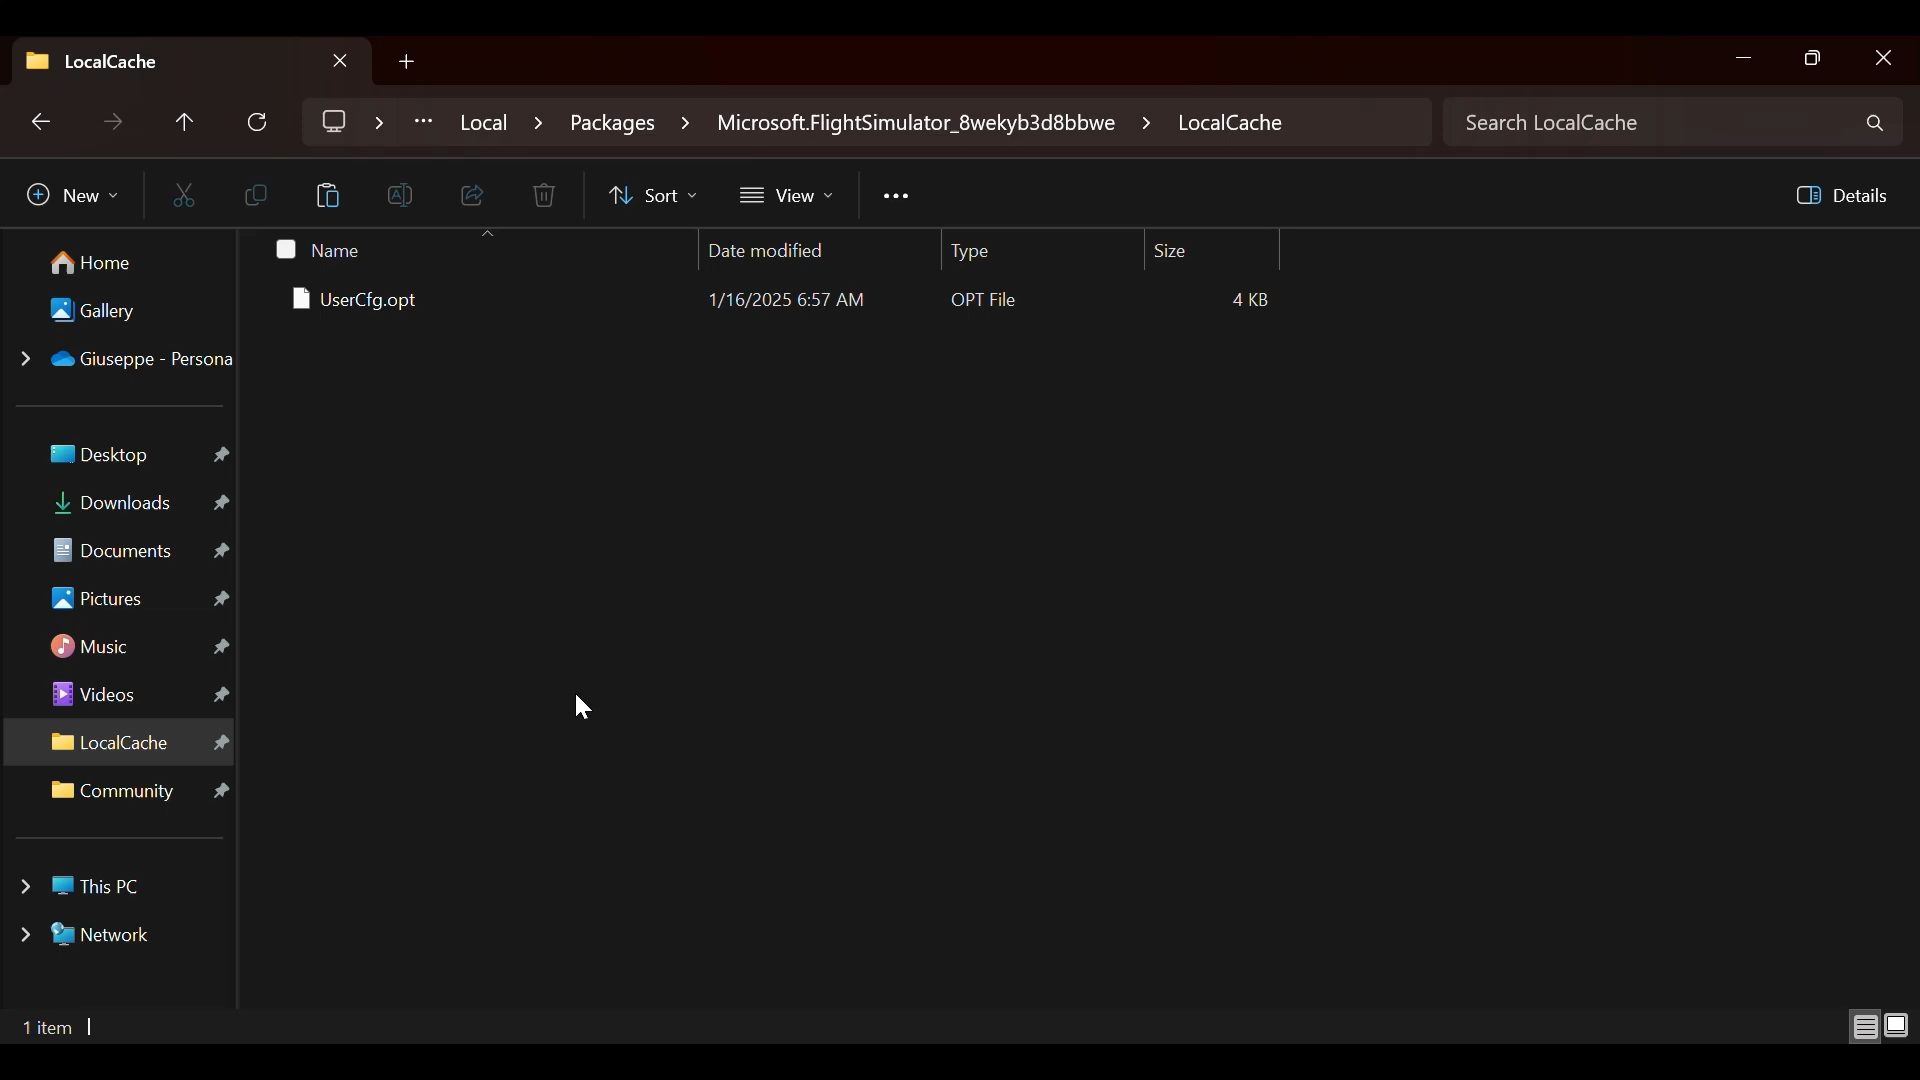 LocalCache
Local > Packages > Microsoft.FlightSimulator_8wekyb3d8bbwe > LocalCache
Search LocalCache
New
Sort
View
Details
Name
Date modified
Type
Size
UserCfg.opt
1/16/2025 6:57 AM
OPT File
4 KB
Home
Gallery
Giuseppe - Persona
Desktop
Downloads
Documents
Pictures
Music
Videos
LocalCache
Community
This PC
Network
1 item